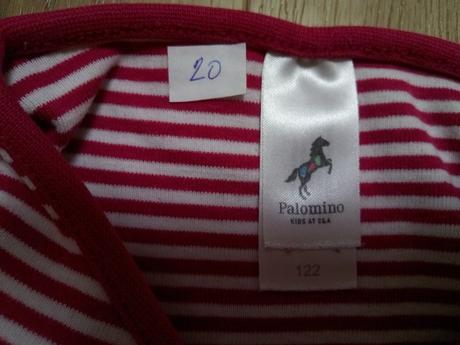 20
Palomino
KIDS AT C&A
122